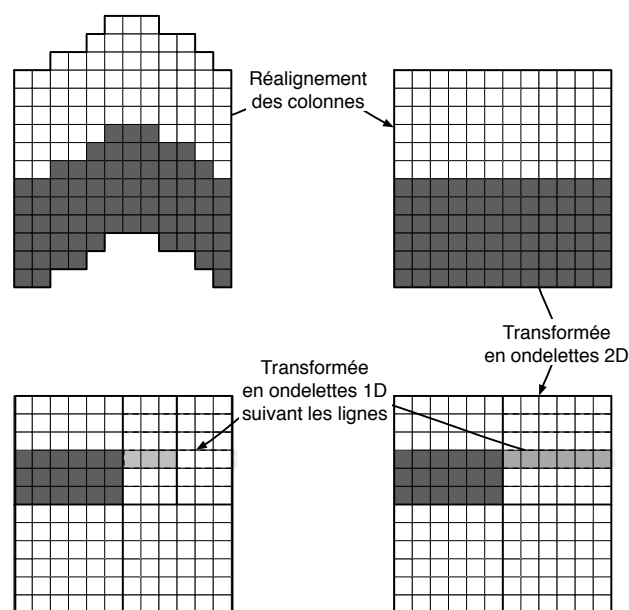 Réalignement
des colonnes
Transformée
en ondelettes 2D
Transformée
en ondelettes 1D
suivant les lignes